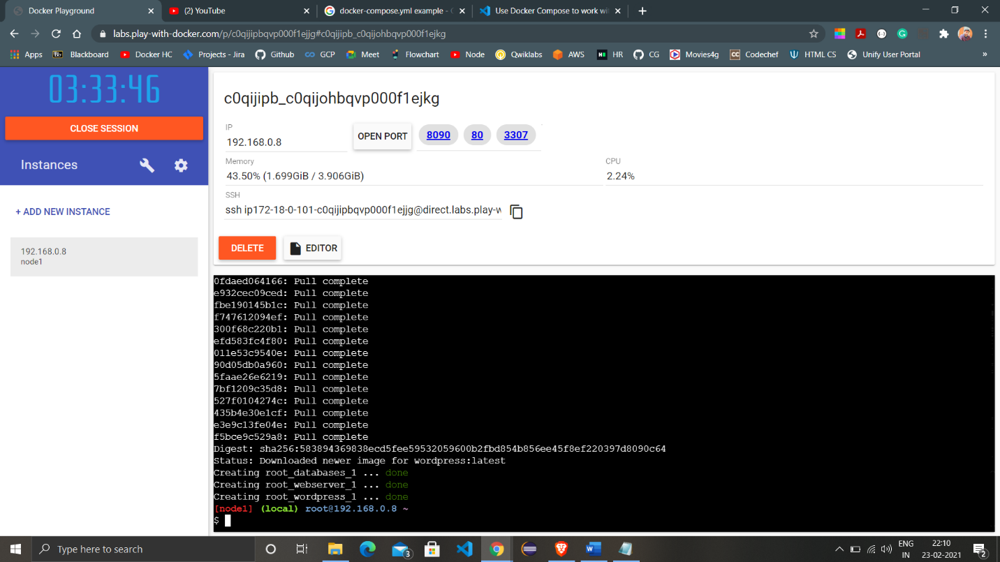 Docker Playground
(2) YouTube
docker-compose.yml example -
Use Docker Compose to work wi
labs.play-with-docker.com/p/c0qijipbqvp000f1ejjg#c0qijipb_c0qijohbqvp000f1ejkg
Apps Bb Blackboard Docker HC Projects - Jira Github GCP Meet Flowchart Node Qwiklabs AWS HR CG Movies4g CC Codechef HTML CS Unify User Portal »
03:33:46
CLOSE SESSION
Instances
+ ADD NEW INSTANCE
192.168.0.8
node1
c0qijipb_c0qijohbqvp000f1ejkg
IP
192.168.0.8
OPEN PORT
8090 80 3307
Memory
43.50% (1.699GiB / 3.906GiB)
CPU
2.24%
SSH
ssh ip172-18-0-101-c0qijipbqvp000f1ejjg@direct.labs.play-w
DELETE
EDITOR
0fdaed064166: Pull complete
e932cec09ced: Pull complete
fbe190145b1c: Pull complete
f747612094ef: Pull complete
300f68c220b1: Pull complete
efd583fc4f80: Pull complete
011e53c9540e: Pull complete
90d05db0a960: Pull complete
5faae26e6219: Pull complete
7bf1209c35d8: Pull complete
527f0104274c: Pull complete
435b4e30e1cf: Pull complete
e3e9c13fe04e: Pull complete
f5bce9c529a8: Pull complete
Digest: sha256:583894369838ecd5fee59532059600b2fbd854b856ee45f8ef220397d8090c64
Status: Downloaded newer image for wordpress:latest
Creating root_databases_1 ... done
Creating root_webserver_1 ... done
Creating root_wordpress_1 ... done
[node1] (local) root@192.168.0.8 ~
$
Type here to search
3
ENG
IN
22:10
23-02-2021
2